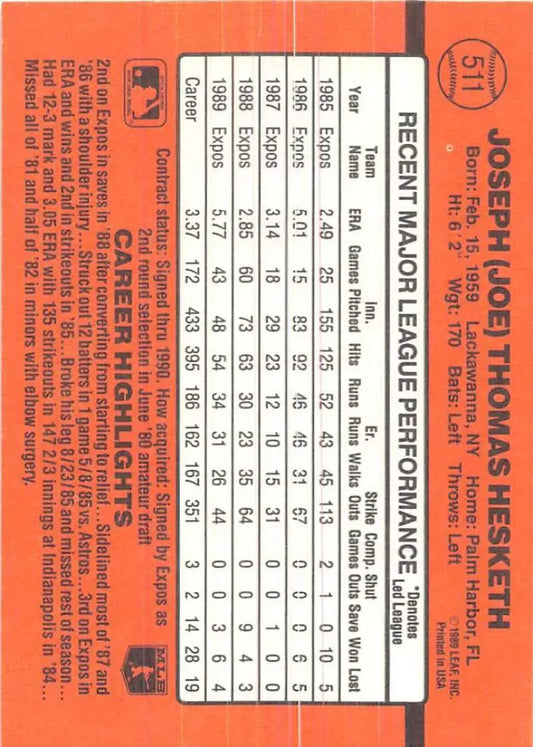 511
JOSEPH (JOE) THOMAS HESKETH
Born: Feb. 15, 1959 Lackawanna, NY Home: Palm Harbor, FL
Ht: 6' 2" Wgt: 170 Bats: Left Throws: Left
© 1989 LEAF, INC.
Printed in USA
RECENT MAJOR LEAGUE PERFORMANCE *Denotes Led League
Year Team Name ERA Games Inn. Pitched Hits Runs Er. Runs Walks Strike Outs Comp. Games Shut Outs Save Won Lost
1985 Expos 2.49 25 155 125 52 43 45 113 2 1 0 10 5
1986 Expos 5.01 15 83 92 46 46 31 67 0 0 0 6 5
1987 Expos 3.14 18 29 23 12 10 15 31 0 0 1 0 0
1988 Expos 2.85 60 73 63 30 23 35 64 0 0 9 4 3
1989 Expos 5.77 43 48 54 34 31 26 44 0 0 3 6 4
Career 3.37 172 433 395 186 162 167 351 3 2 14 28 19
Contract status: Signed thru 1990. How acquired: Signed by Expos as
2nd round selection in June '80 amateur draft
MLB
CAREER HIGHLIGHTS
2nd on Expos in saves in '88 after converting from starting to relief... Sidelined most of '87 and
'86 with a shoulder injury... Struck out 12 batters in 1 game 5/8/85 vs. Astros... 3rd on Expos in
ERA and wins and 2nd in strikeouts in '85... Broke his leg 8/23/85 and missed rest of season...
Had 12-3 mark and 3.05 ERA with 135 strikeouts in 147 2/3 innings at Indianapolis in '84...
Missed all of '81 and half of '82 in minors with elbow surgery.